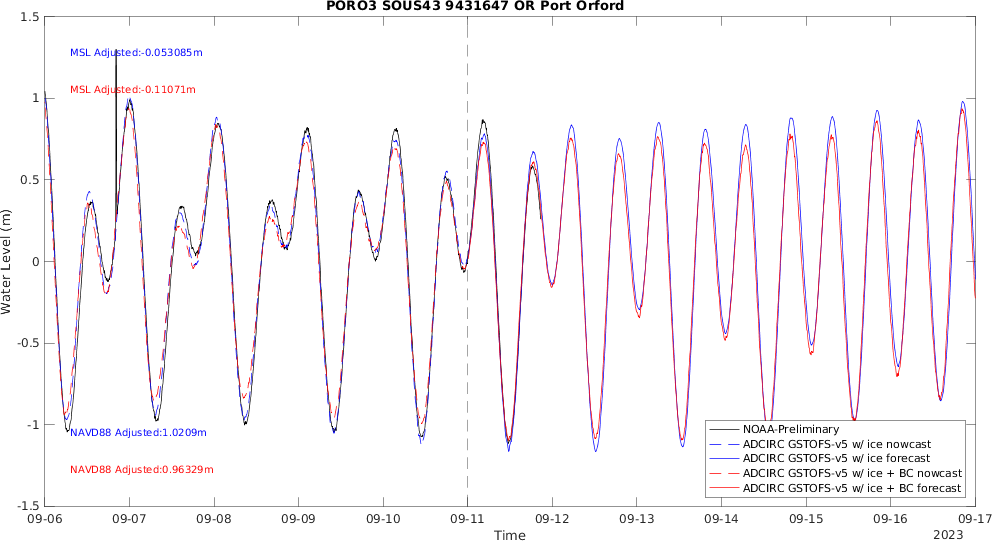 PORO3 SOUS43 9431647 OR Port Orford
1.5
1
0.5
0
-0.5
-1
-1.5
Water Level (m)
MSL Adjusted:-0.053085m
MSL Adjusted:-0.11071m
NAVD88 Adjusted:1.0209m
NAVD88 Adjusted:0.96329m
NOAA-Preliminary
ADCIRC GSTOFS-v5 w/ ice nowcast
ADCIRC GSTOFS-v5 w/ ice forecast
ADCIRC GSTOFS-v5 w/ ice + BC nowcast
ADCIRC GSTOFS-v5 w/ ice + BC forecast
09-06 09-07 09-08 09-09 09-10 09-11 09-12 09-13 09-14 09-15 09-16 09-17
Time
2023